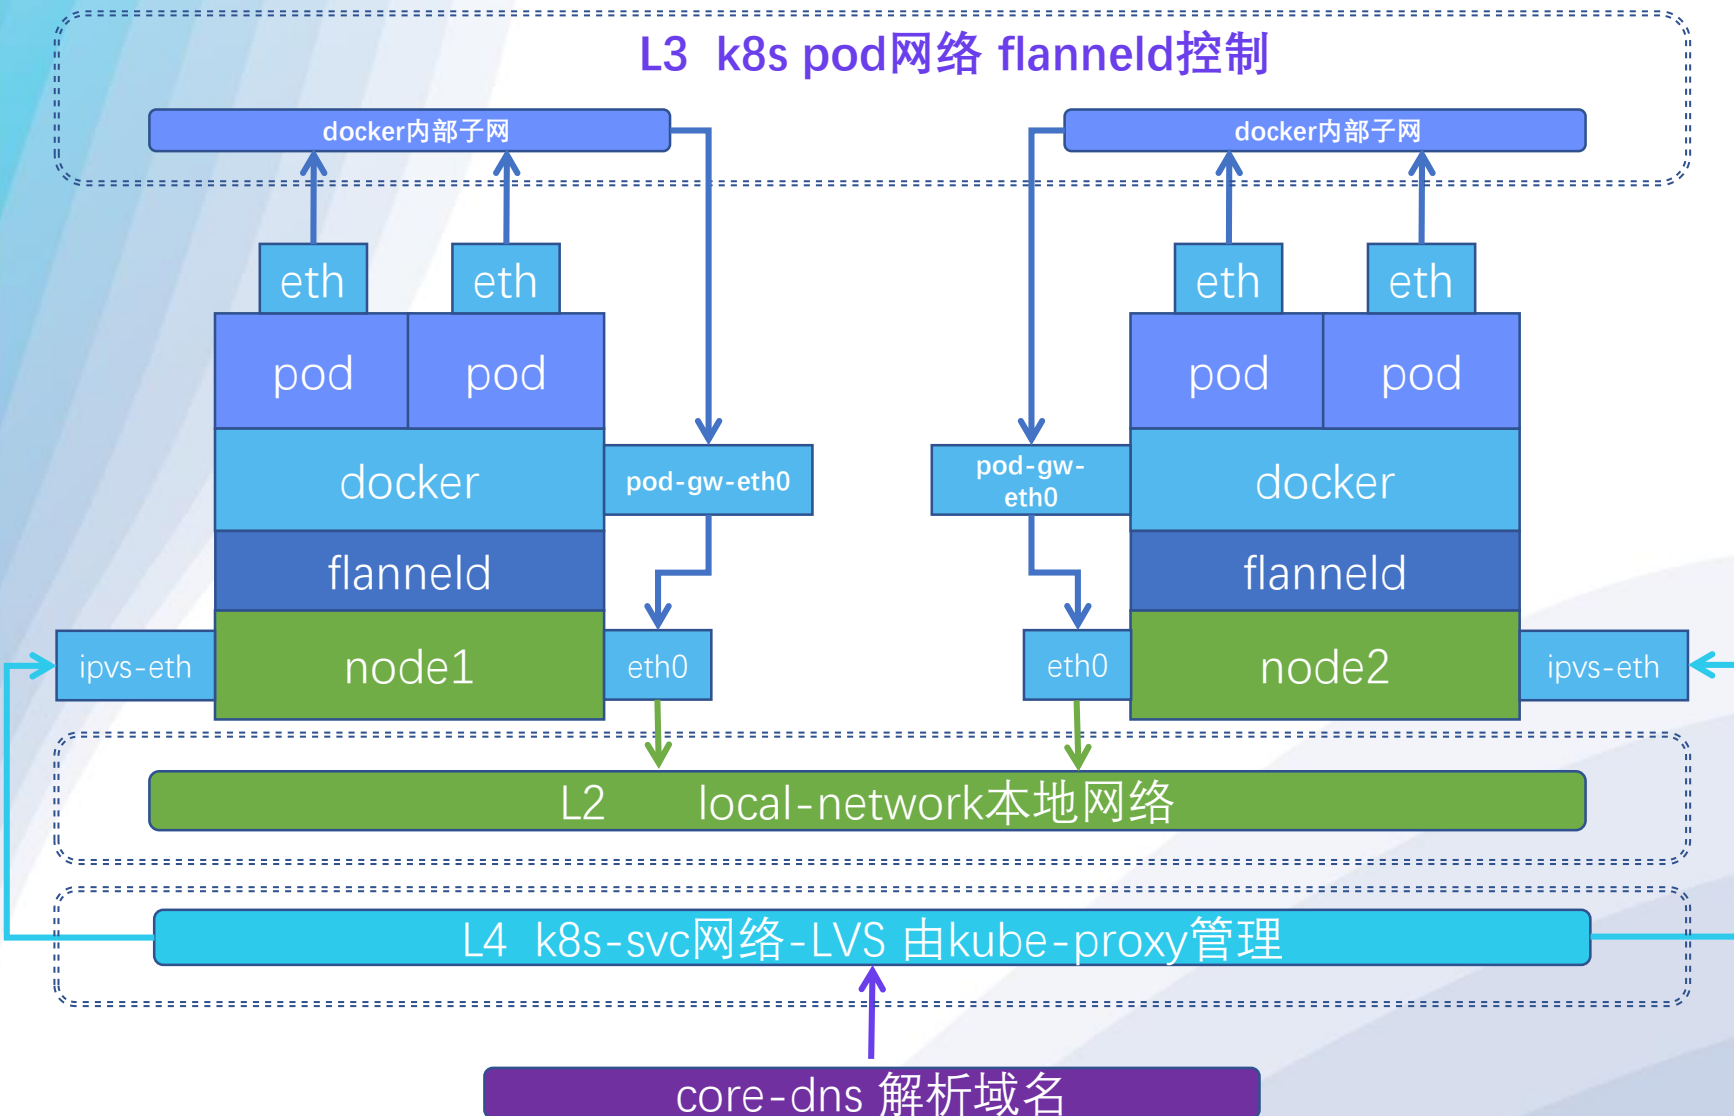 L3 k8s pod网络 flanneld控制
docker内部子网
docker内部子网
eth
eth
eth
eth
pod
pod
pod
pod
docker
pod-gw-eth0
pod-gw-
eth0
docker
flanneld
flanneld
ipvs-eth
node1
eth0
eth0
node2
ipvs-eth
L2 local-network本地网络
L4 k8s-svc网络-LVS 由kube-proxy管理
core-dns 解析域名